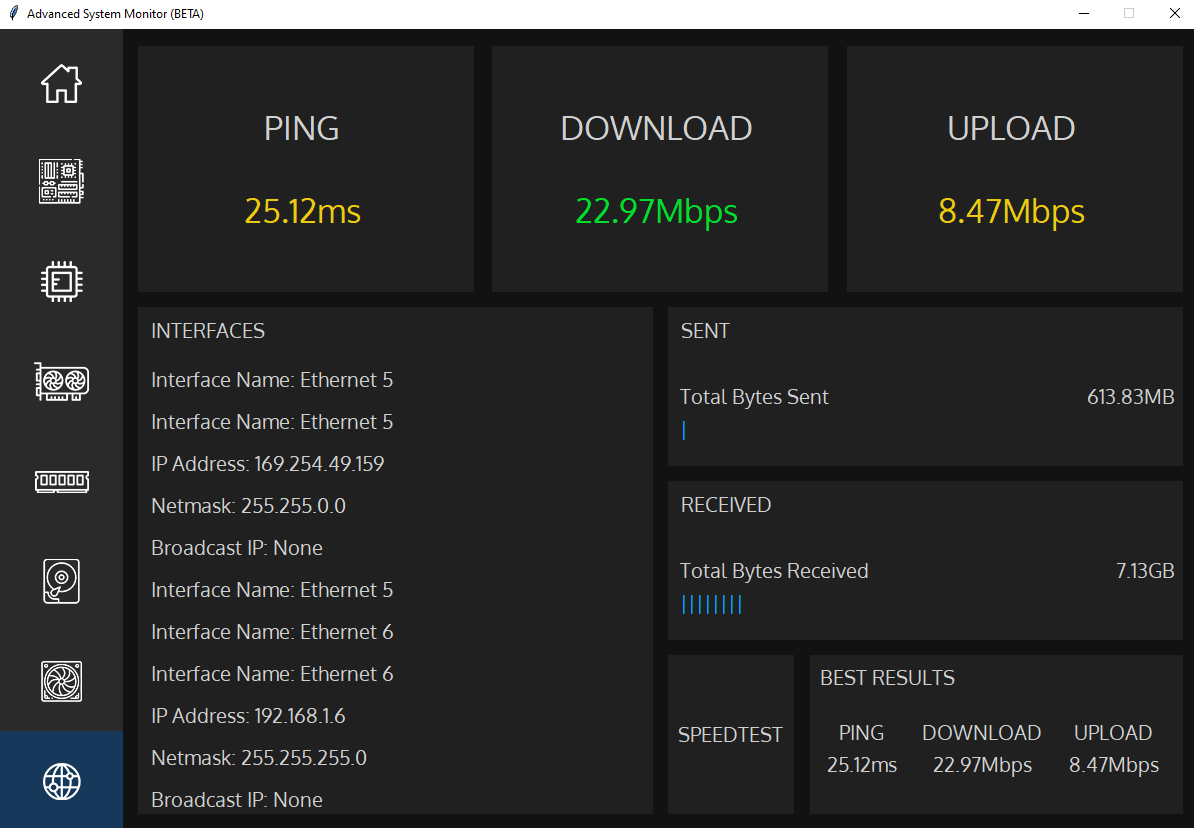 Advanced System Monitor (BETA)
PING
25.12ms
DOWNLOAD
22.97Mbps
UPLOAD
8.47Mbps
INTERFACES
Interface Name: Ethernet 5
Interface Name: Ethernet 5
IP Address: 169.254.49.159
Netmask: 255.255.0.0
Broadcast IP: None
Interface Name: Ethernet 5
Interface Name: Ethernet 6
Interface Name: Ethernet 6
IP Address: 192.168.1.6
Netmask: 255.255.255.0
Broadcast IP: None
SENT
Total Bytes Sent 613.83MB
|
RECEIVED
Total Bytes Received 7.13GB
||||||||
SPEEDTEST
BEST RESULTS
PING DOWNLOAD UPLOAD
25.12ms 22.97Mbps 8.47Mbps